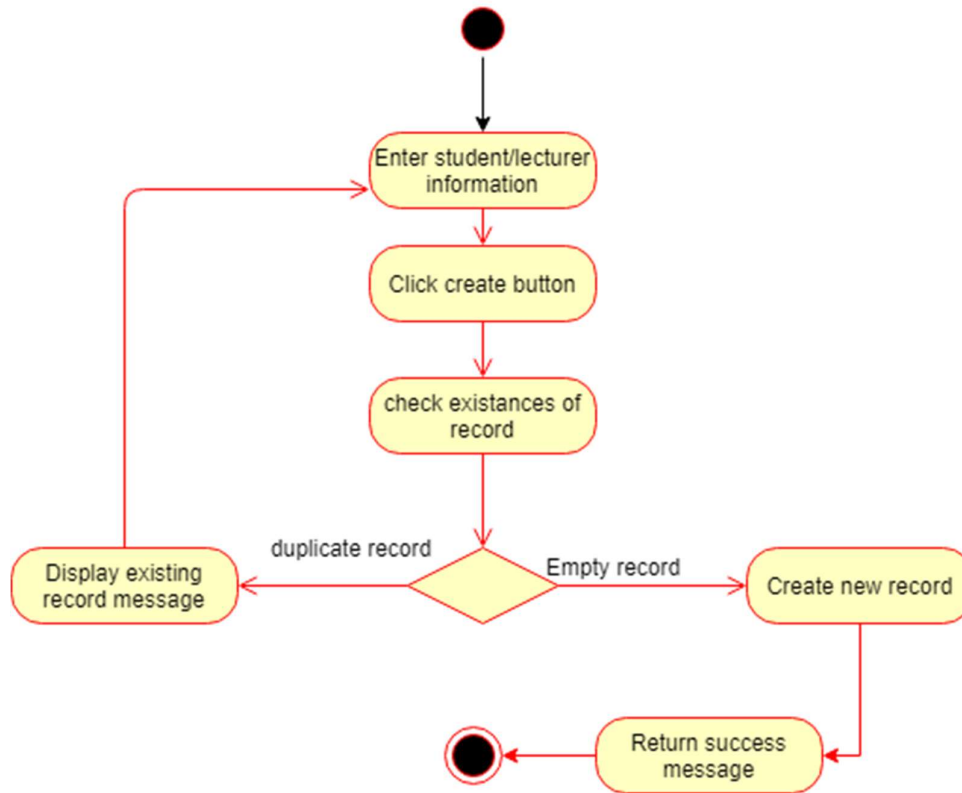 Enter student/lecturer
information
Click create button
check existances of
record
duplicate record
Empty record
Display existing
record message
Create new record
Return success
message